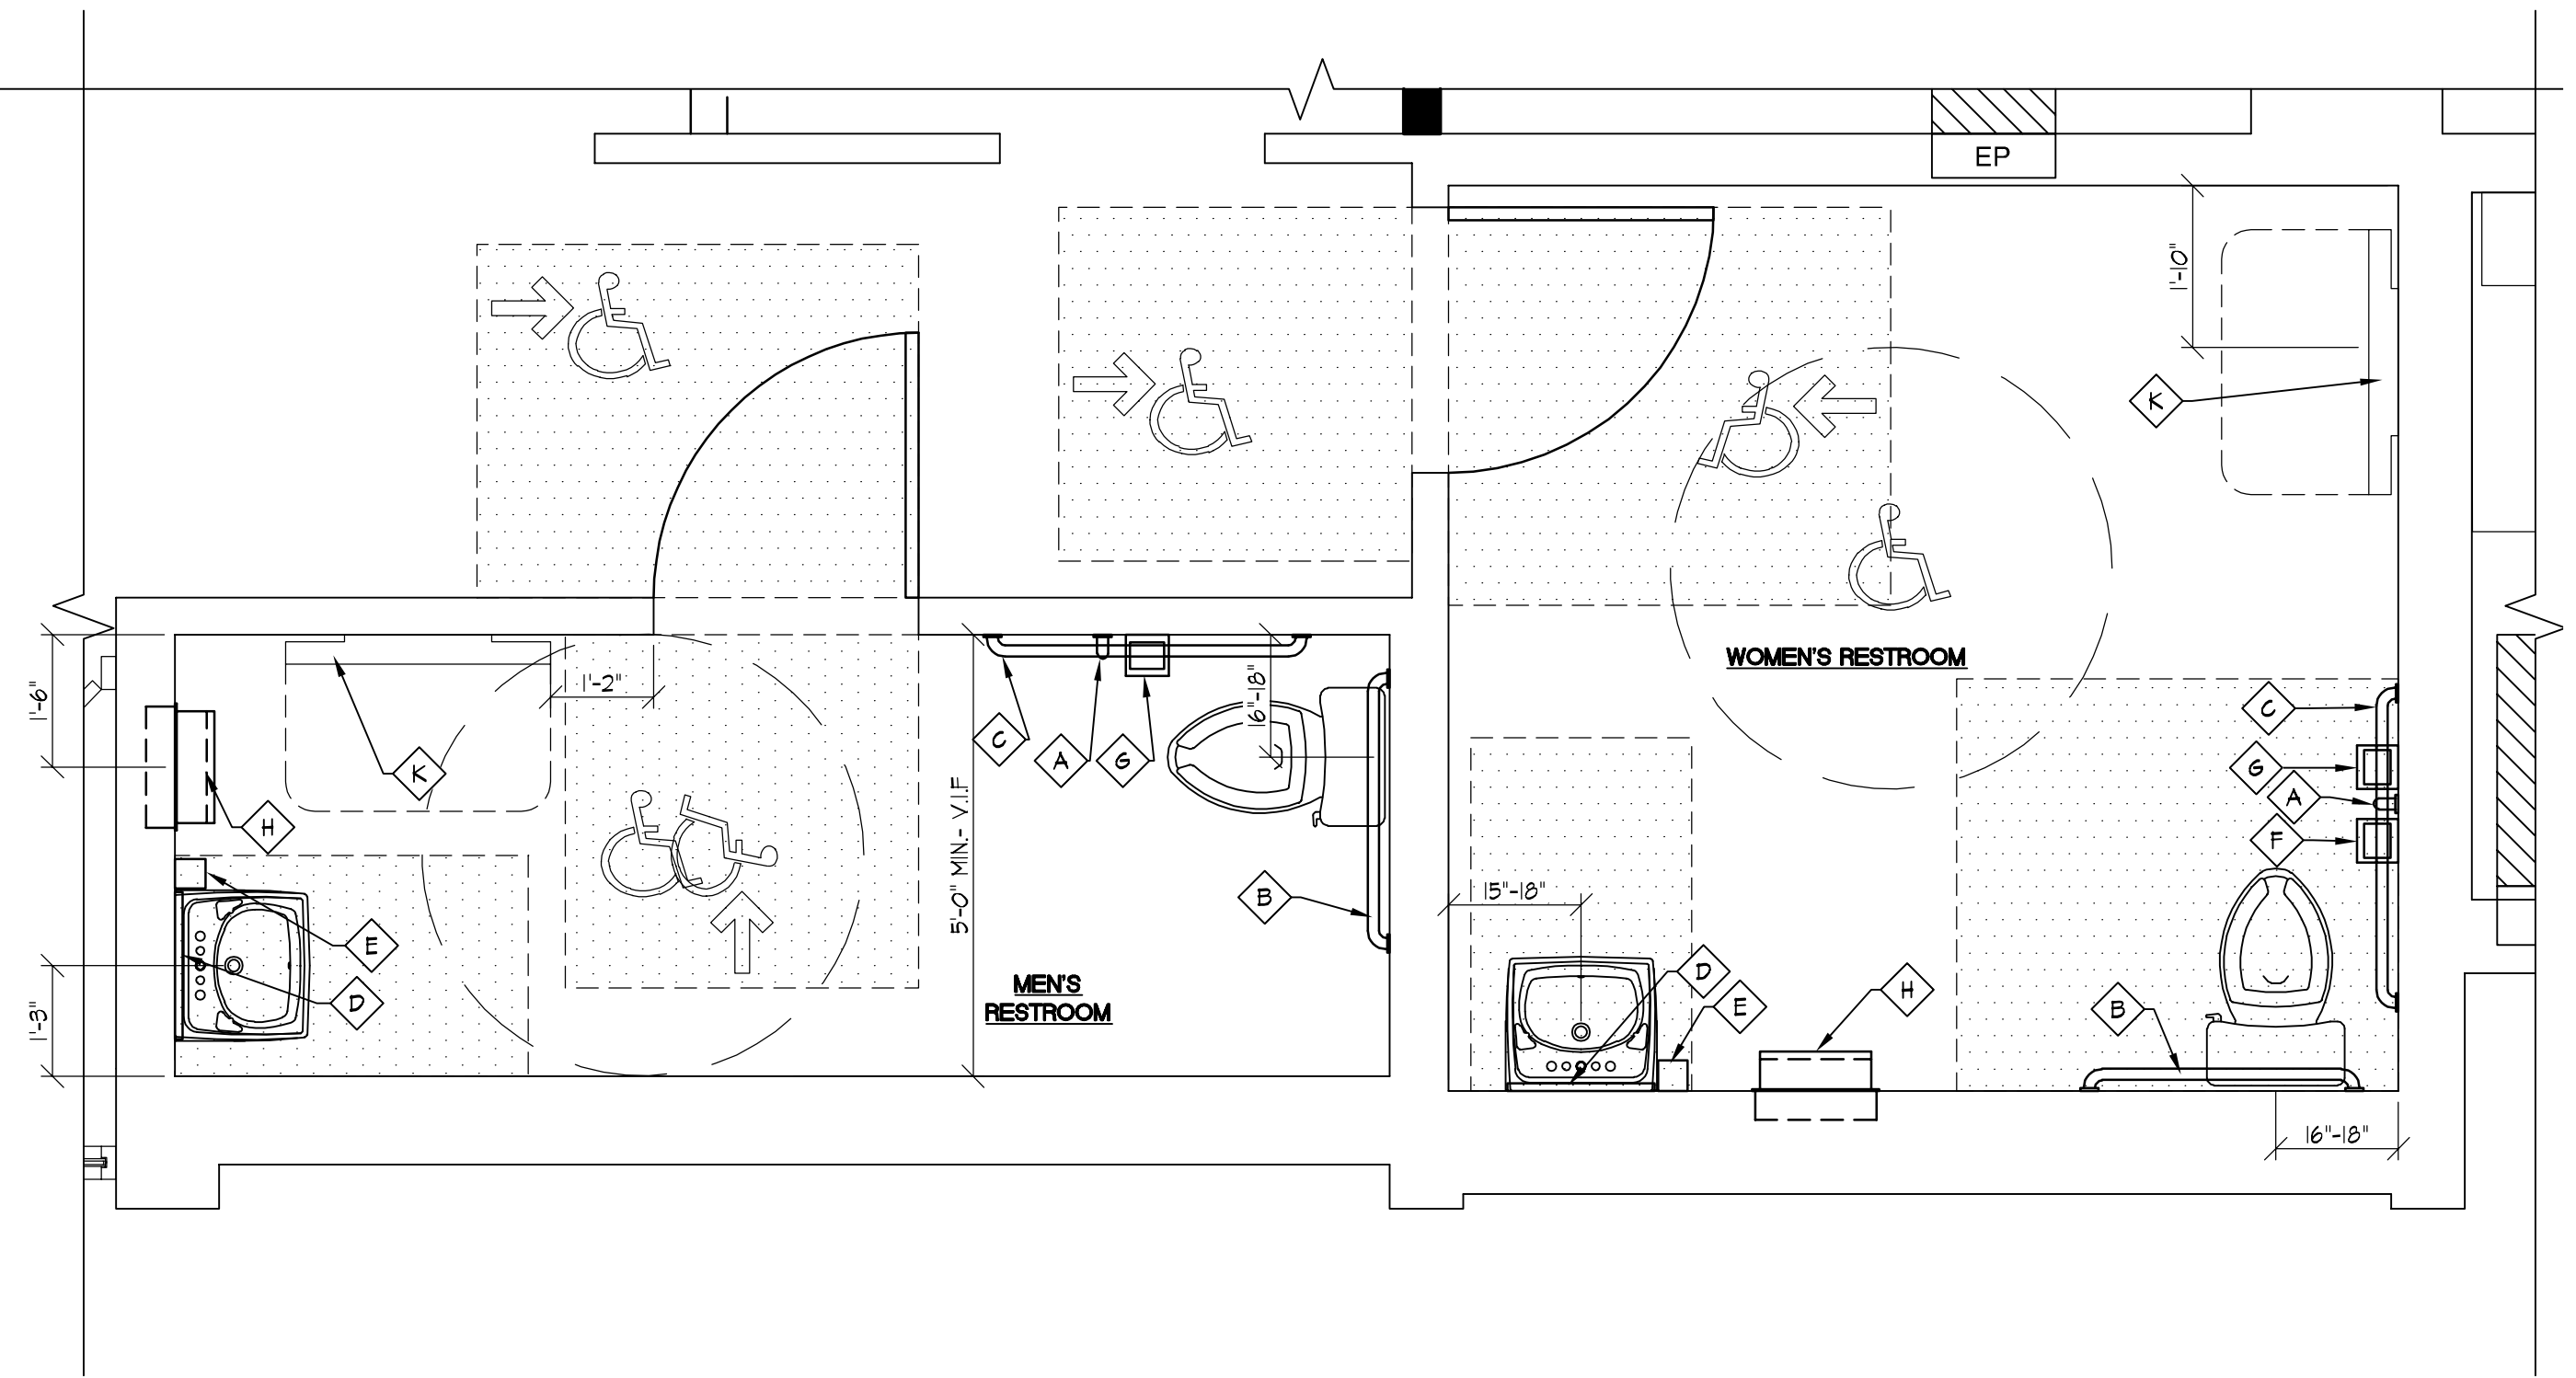 EP
1'-10"
K
WOMEN'S RESTROOM
1'-6"
1'-2"
K
H
C
A
G
16"-18"
5'-0" MIN.- V.I.F
B
E
D
1'-3"
MEN'S
RESTROOM
C
G
A
F
15"-18"
D
E
H
B
16"-18"